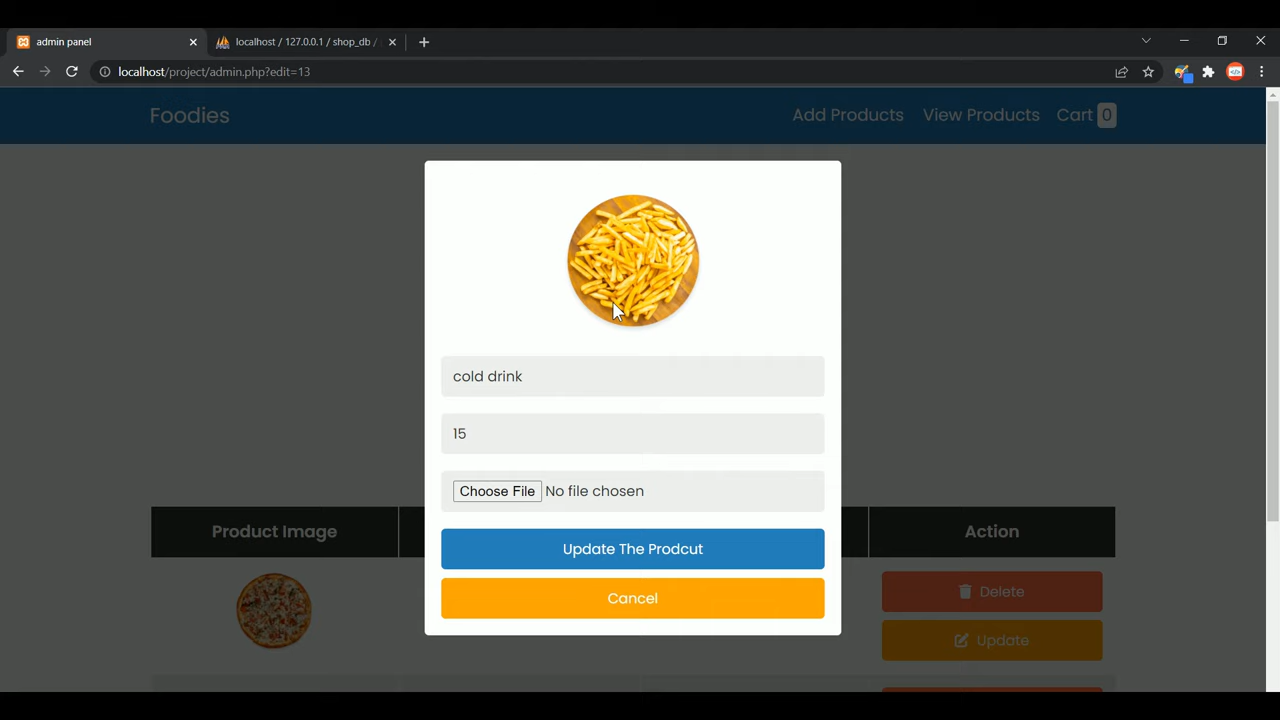 admin panel
localhost / 127.0.0.1 / shop_db /
localhost/project/admin.php?edit=13
Foodies
Add Products
View Products
Cart 0
cold drink
15
Choose File No file chosen
Update The Prodcut
Cancel
Product Image
Action
Delete
Update